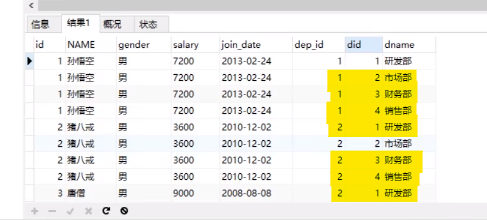 信息 结果1 概况 状态
id NAME gender salary join_date dep_id did dname
1 孙悟空 男 7200 2013-02-24 1 1 研发部
1 孙悟空 男 7200 2013-02-24 1 2 市场部
1 孙悟空 男 7200 2013-02-24 1 3 财务部
1 孙悟空 男 7200 2013-02-24 1 4 销售部
2 猪八戒 男 3600 2010-12-02 2 1 研发部
2 猪八戒 男 3600 2010-12-02 2 2 市场部
2 猪八戒 男 3600 2010-12-02 2 3 财务部
2 猪八戒 男 3600 2010-12-02 2 4 销售部
3 唐僧 男 9000 2008-08-08 2 1 研发部